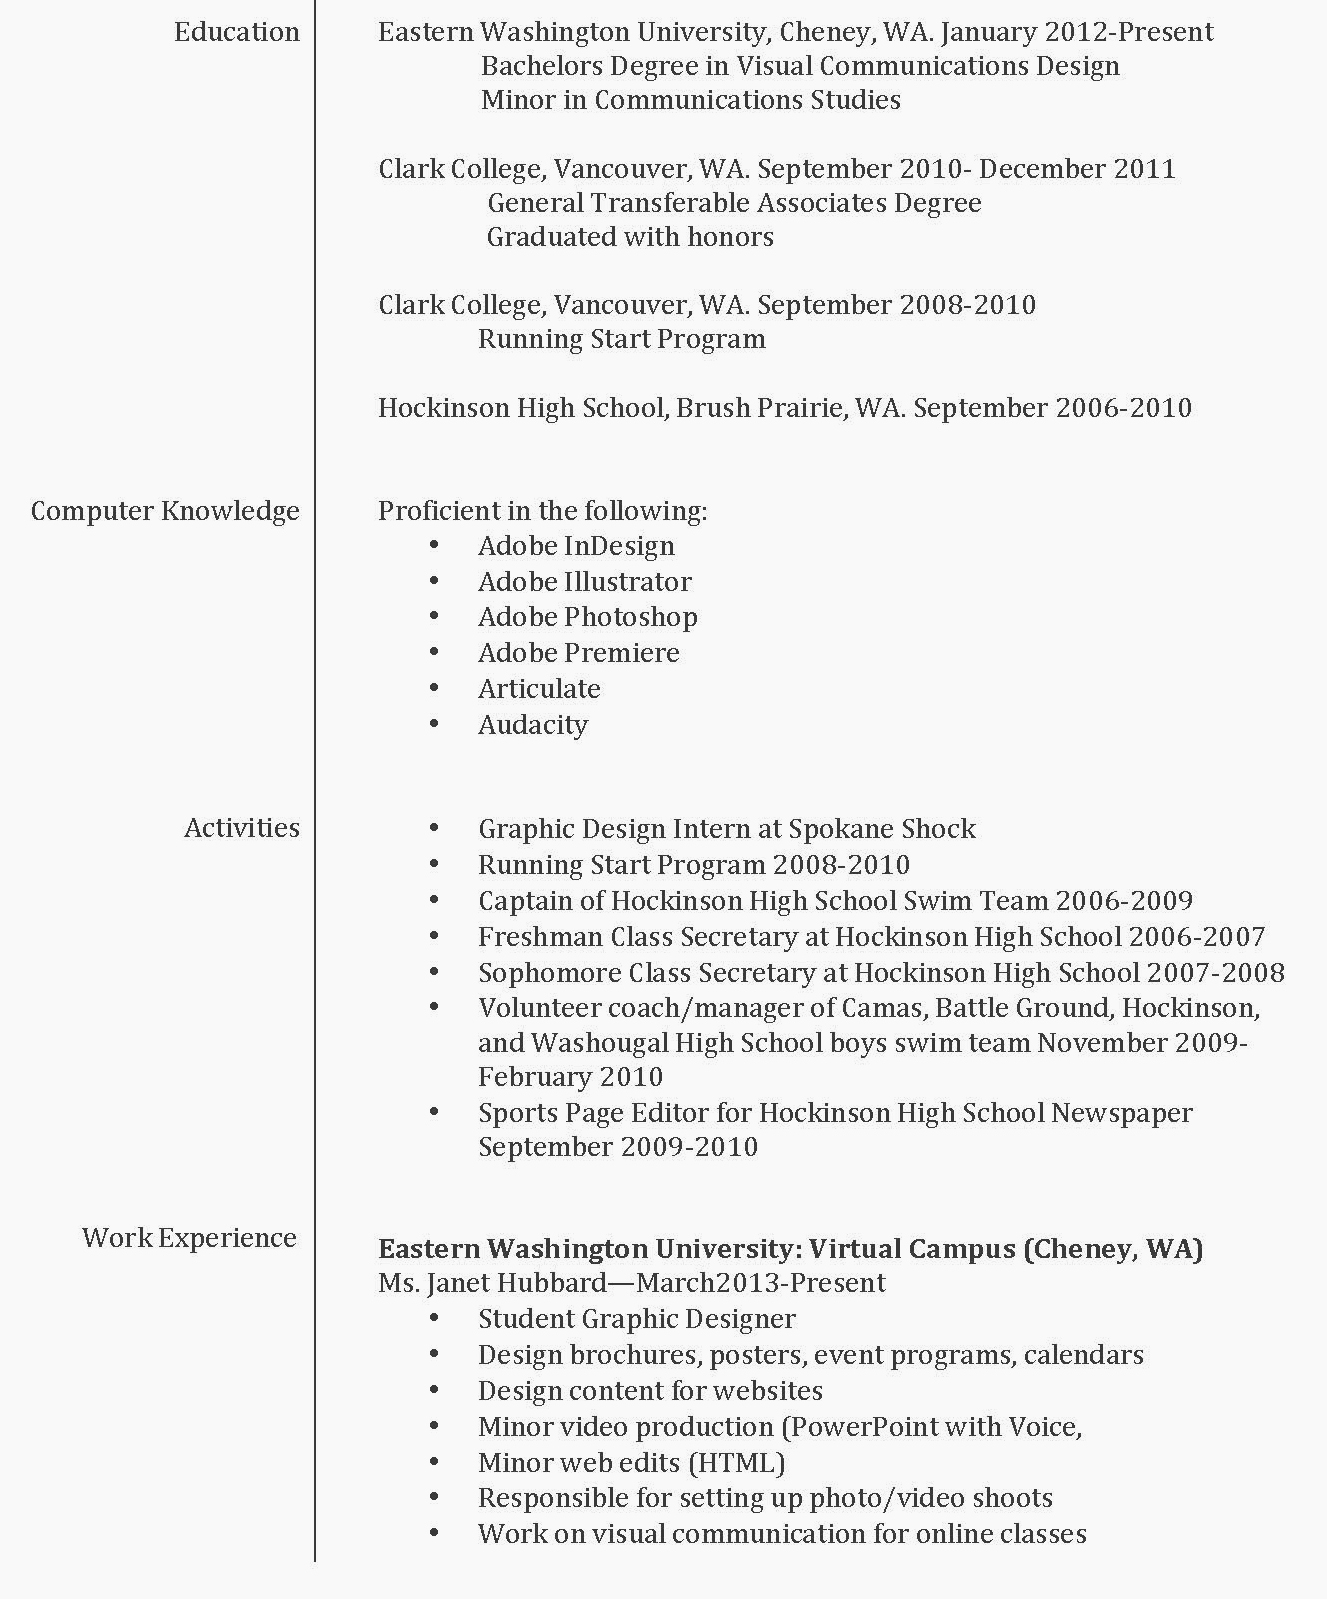 Education
Eastern Washington University, Cheney, WA. January 2012-Present
Bachelors Degree in Visual Communications Design
Minor in Communications Studies
Clark College, Vancouver, WA. September 2010- December 2011
General Transferable Associates Degree
Graduated with honors
Clark College, Vancouver, WA. September 2008-2010
Running Start Program
Hockinson High School, Brush Prairie, WA. September 2006-2010
Computer Knowledge
Proficient in the following:
• Adobe InDesign
• Adobe Illustrator
• Adobe Photoshop
• Adobe Premiere
• Articulate
• Audacity
Activities
• Graphic Design Intern at Spokane Shock
• Running Start Program 2008-2010
• Captain of Hockinson High School Swim Team 2006-2009
• Freshman Class Secretary at Hockinson High School 2006-2007
• Sophomore Class Secretary at Hockinson High School 2007-2008
• Volunteer coach/manager of Camas, Battle Ground, Hockinson,
and Washougal High School boys swim team November 2009-
February 2010
• Sports Page Editor for Hockinson High School Newspaper
September 2009-2010
Work Experience
Eastern Washington University: Virtual Campus (Cheney, WA)
Ms. Janet Hubbard—March2013-Present
• Student Graphic Designer
• Design brochures, posters, event programs, calendars
• Design content for websites
• Minor video production (PowerPoint with Voice,
• Minor web edits (HTML)
• Responsible for setting up photo/video shoots
• Work on visual communication for online classes